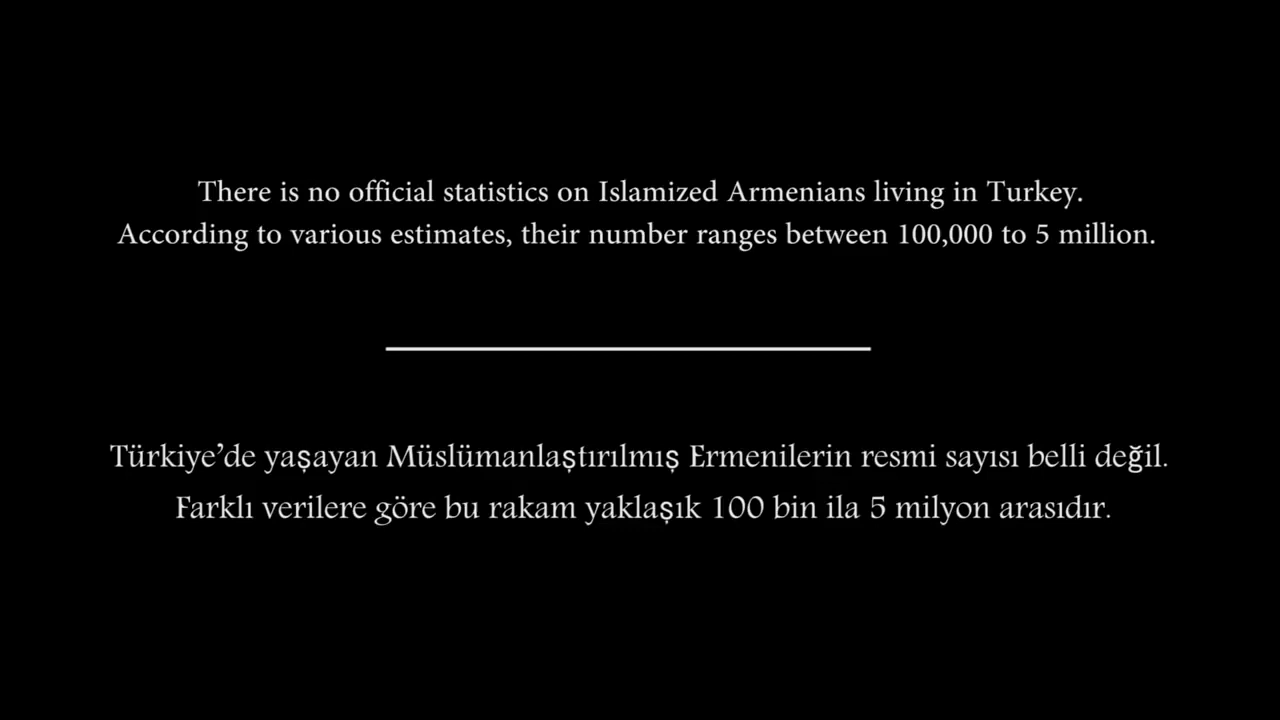 There is no official statistics on Islamized Armenians living in Turkey.
According to various estimates, their number ranges between 100,000 to 5 million.
Türkiye’de yaşayan Müslümanlaştırılmış Ermenilerin resmi sayısı belli değil.
Farklı verilere göre bu rakam yaklaşık 100 bin ila 5 milyon arasıdır.